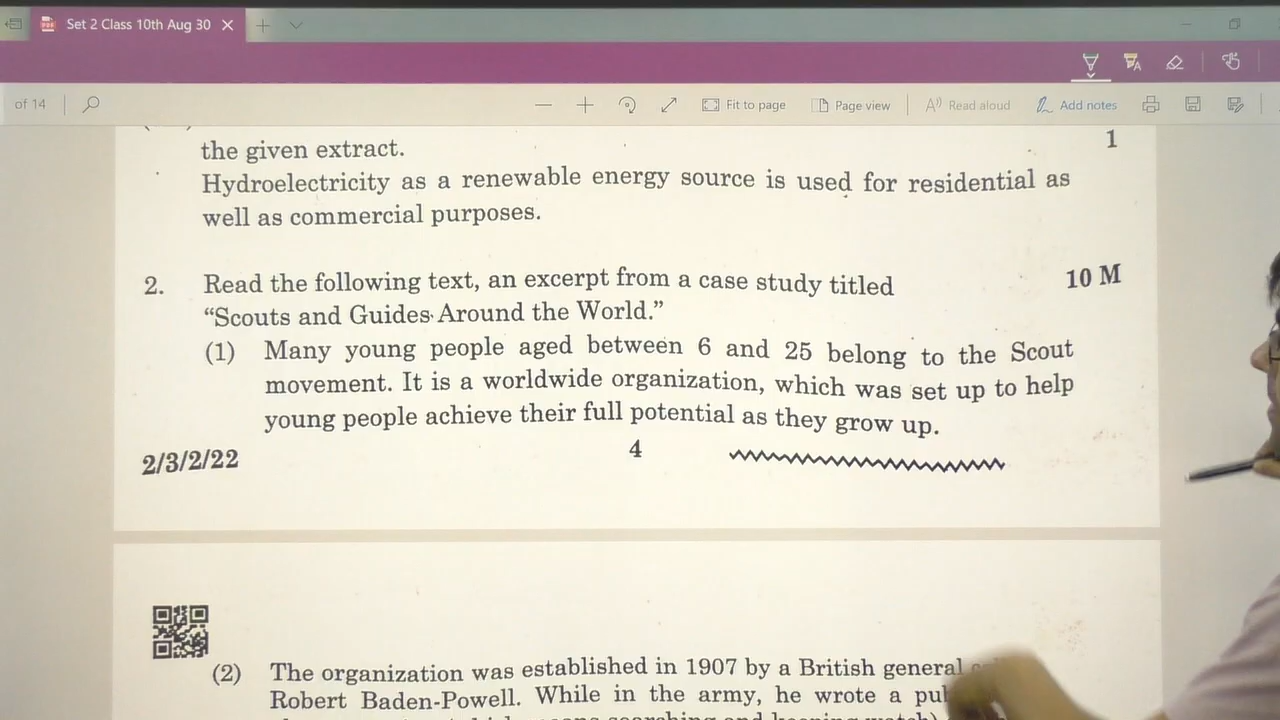 Set 2 Class 10th Aug 30
of 14
Fit to page
Page view
Read aloud
Add notes
the given extract.
1
Hydroelectricity as a renewable energy source is used for residential as
well as commercial purposes.
2. Read the following text, an excerpt from a case study titled
10 M
“Scouts and Guides Around the World.”
(1) Many young people aged between 6 and 25 belong to the Scout
movement. It is a worldwide organization, which was set up to help
young people achieve their full potential as they grow up.
2/3/2/22
4
(2) The organization was established in 1907 by a British general
Robert Baden-Powell. While in the army, he wrote a